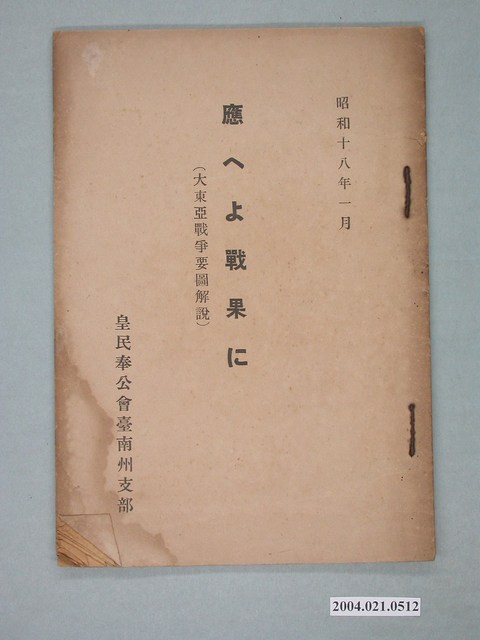 昭和十八年一月
應へよ戰果に
（大東亞戰爭要圖解說）
皇民奉公會臺南州支部
2004.021.0512